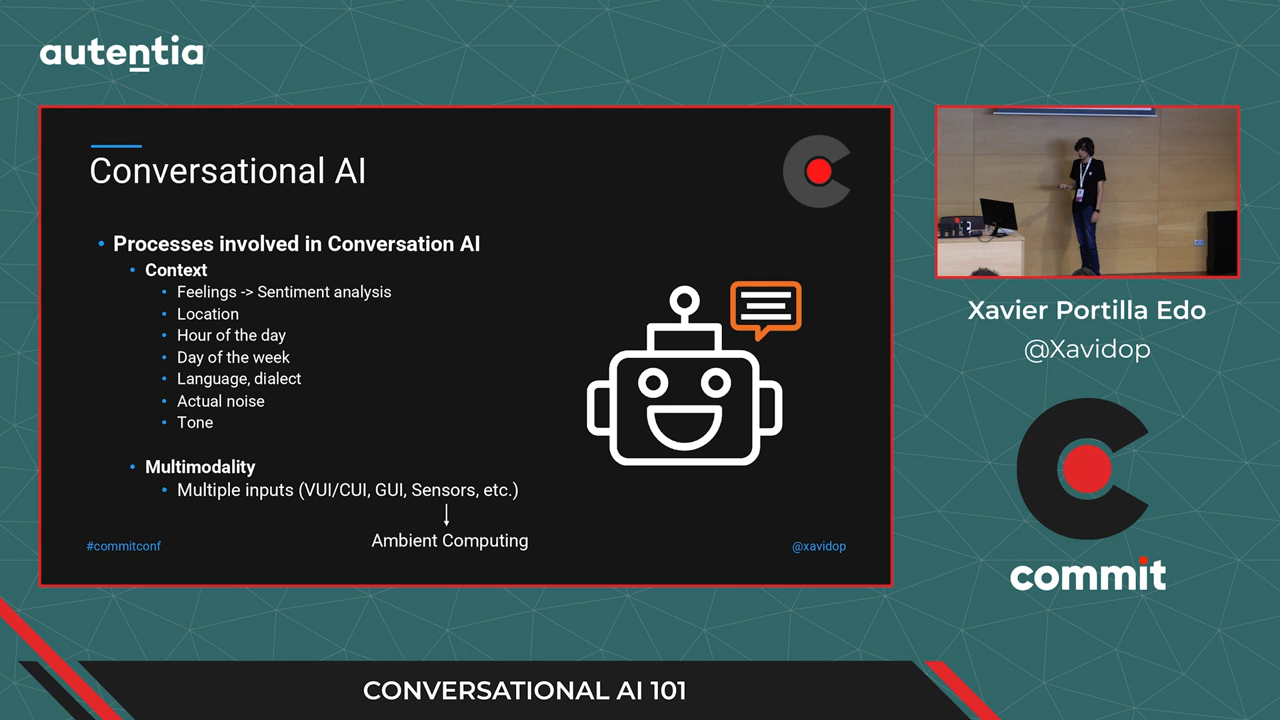 autentia
Conversational AI
• Processes involved in Conversation AI
• Context
• Feelings -> Sentiment analysis
• Location
• Hour of the day
• Day of the week
• Language, dialect
• Actual noise
• Tone
• Multimodality
• Multiple inputs (VUI/CUI, GUI, Sensors, etc.)
Ambient Computing
#commitconf
@xavidop
Xavier Portilla Edo
@Xavidop
commit
CONVERSATIONAL AI 101